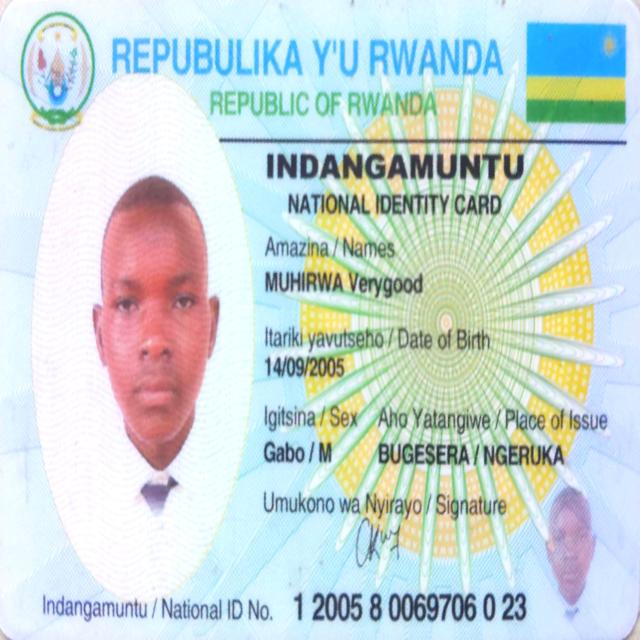 REPUBULIKA Y'U RWANDA
REPUBLIC OF RWANDA
INDANGAMUNTU
NATIONAL IDENTITY CARD
Amazina / Names
MUHIRWA Verygood
Itariki yavutseho / Date of Birth
14/09/2005
Igitsina / Sex Aho Yatangiwe / Place of Issue
Gabo / M BUGESERA / NGERUKA
Umukono wa Nyirayo / Signature
Indangamuntu / National ID No. 1 2005 8 0069706 0 23